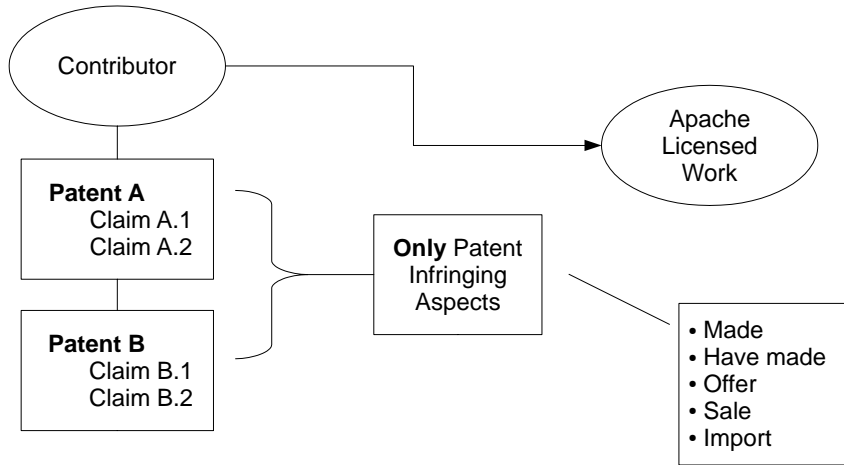 Contributor
Apache
Licensed
Work
Patent A
Claim A.1
Claim A.2
Only Patent
Infringing
Aspects
Patent B
Claim B.1
Claim B.2
• Made
• Have made
• Offer
• Sale
• Import